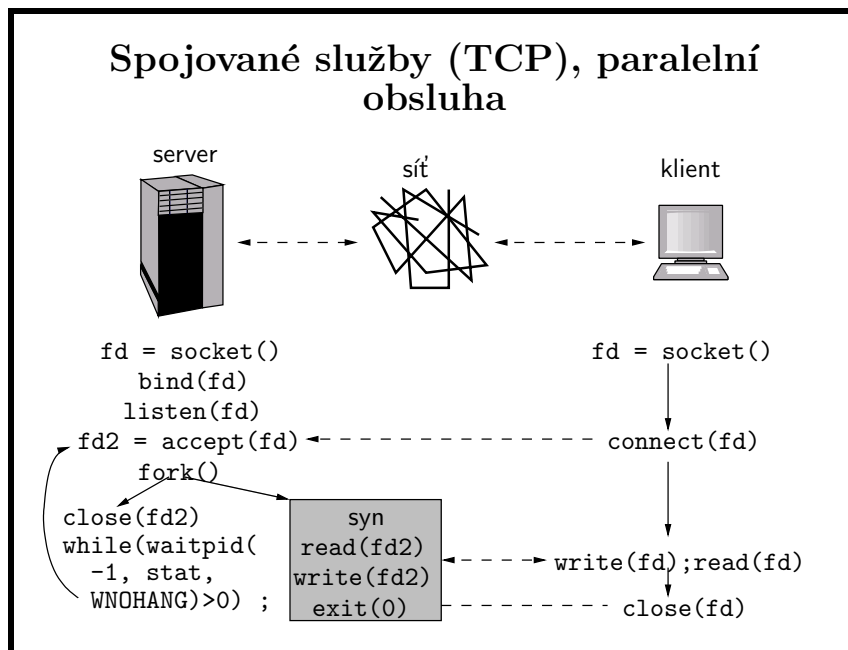 Spojované služby (TCP), paralelní
obsluha
server
síť
klient
fd = socket()
bind(fd)
listen(fd)
fd2 = accept(fd)
fork()
close(fd2)
while(waitpid(
-1, stat,
WNOHANG)>0) ;
syn
read(fd2)
write(fd2)
exit(0)
fd = socket()
connect(fd)
write(fd);read(fd)
close(fd)